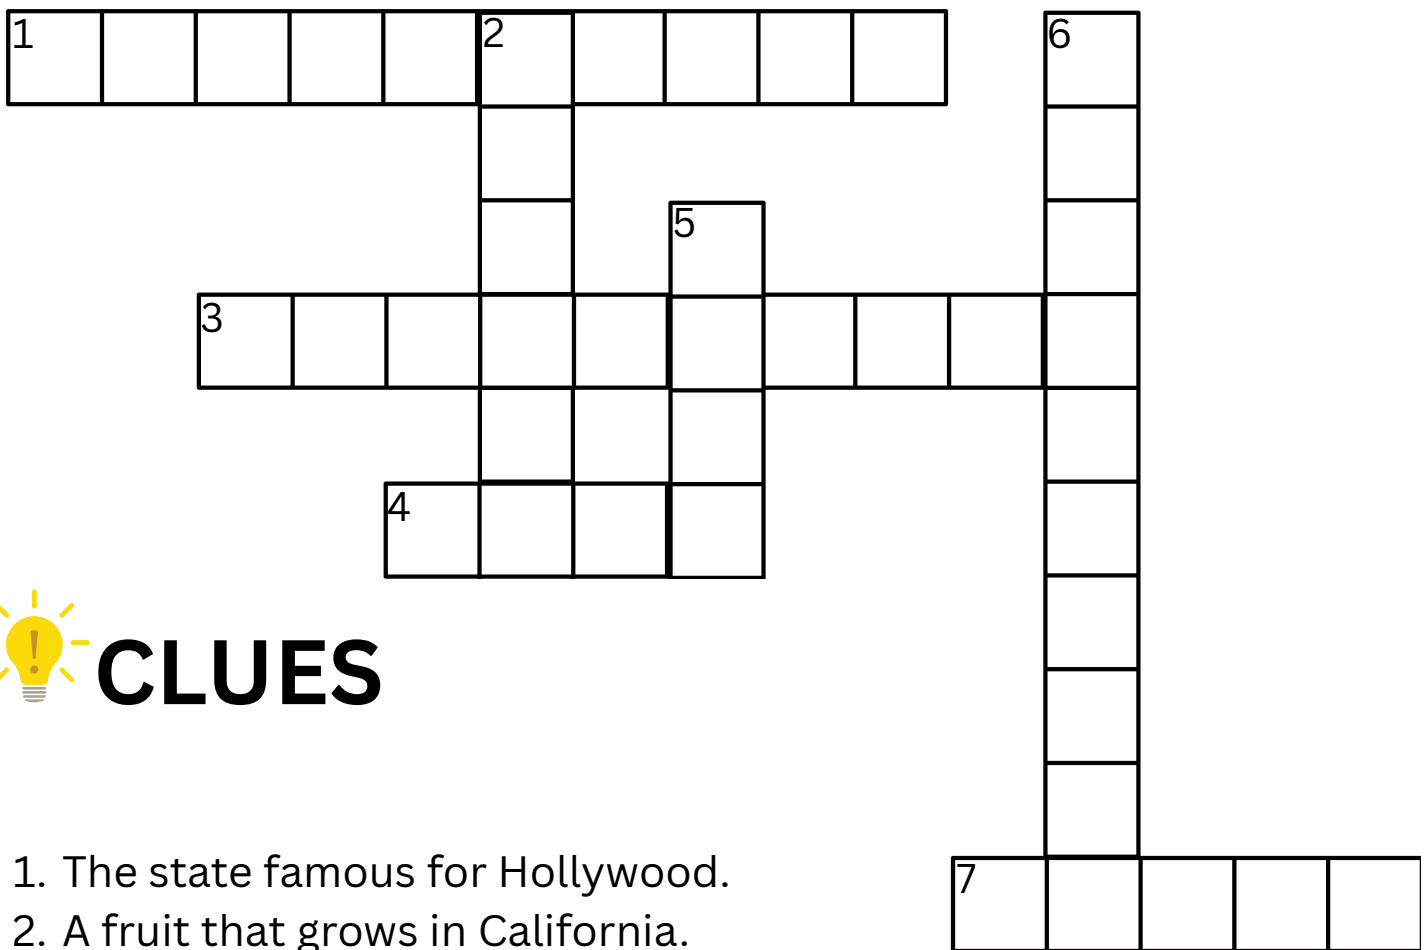 1 2 6
5
3
4
CLUES
1. The state famous for Hollywood.
7
2. A fruit that grows in California.